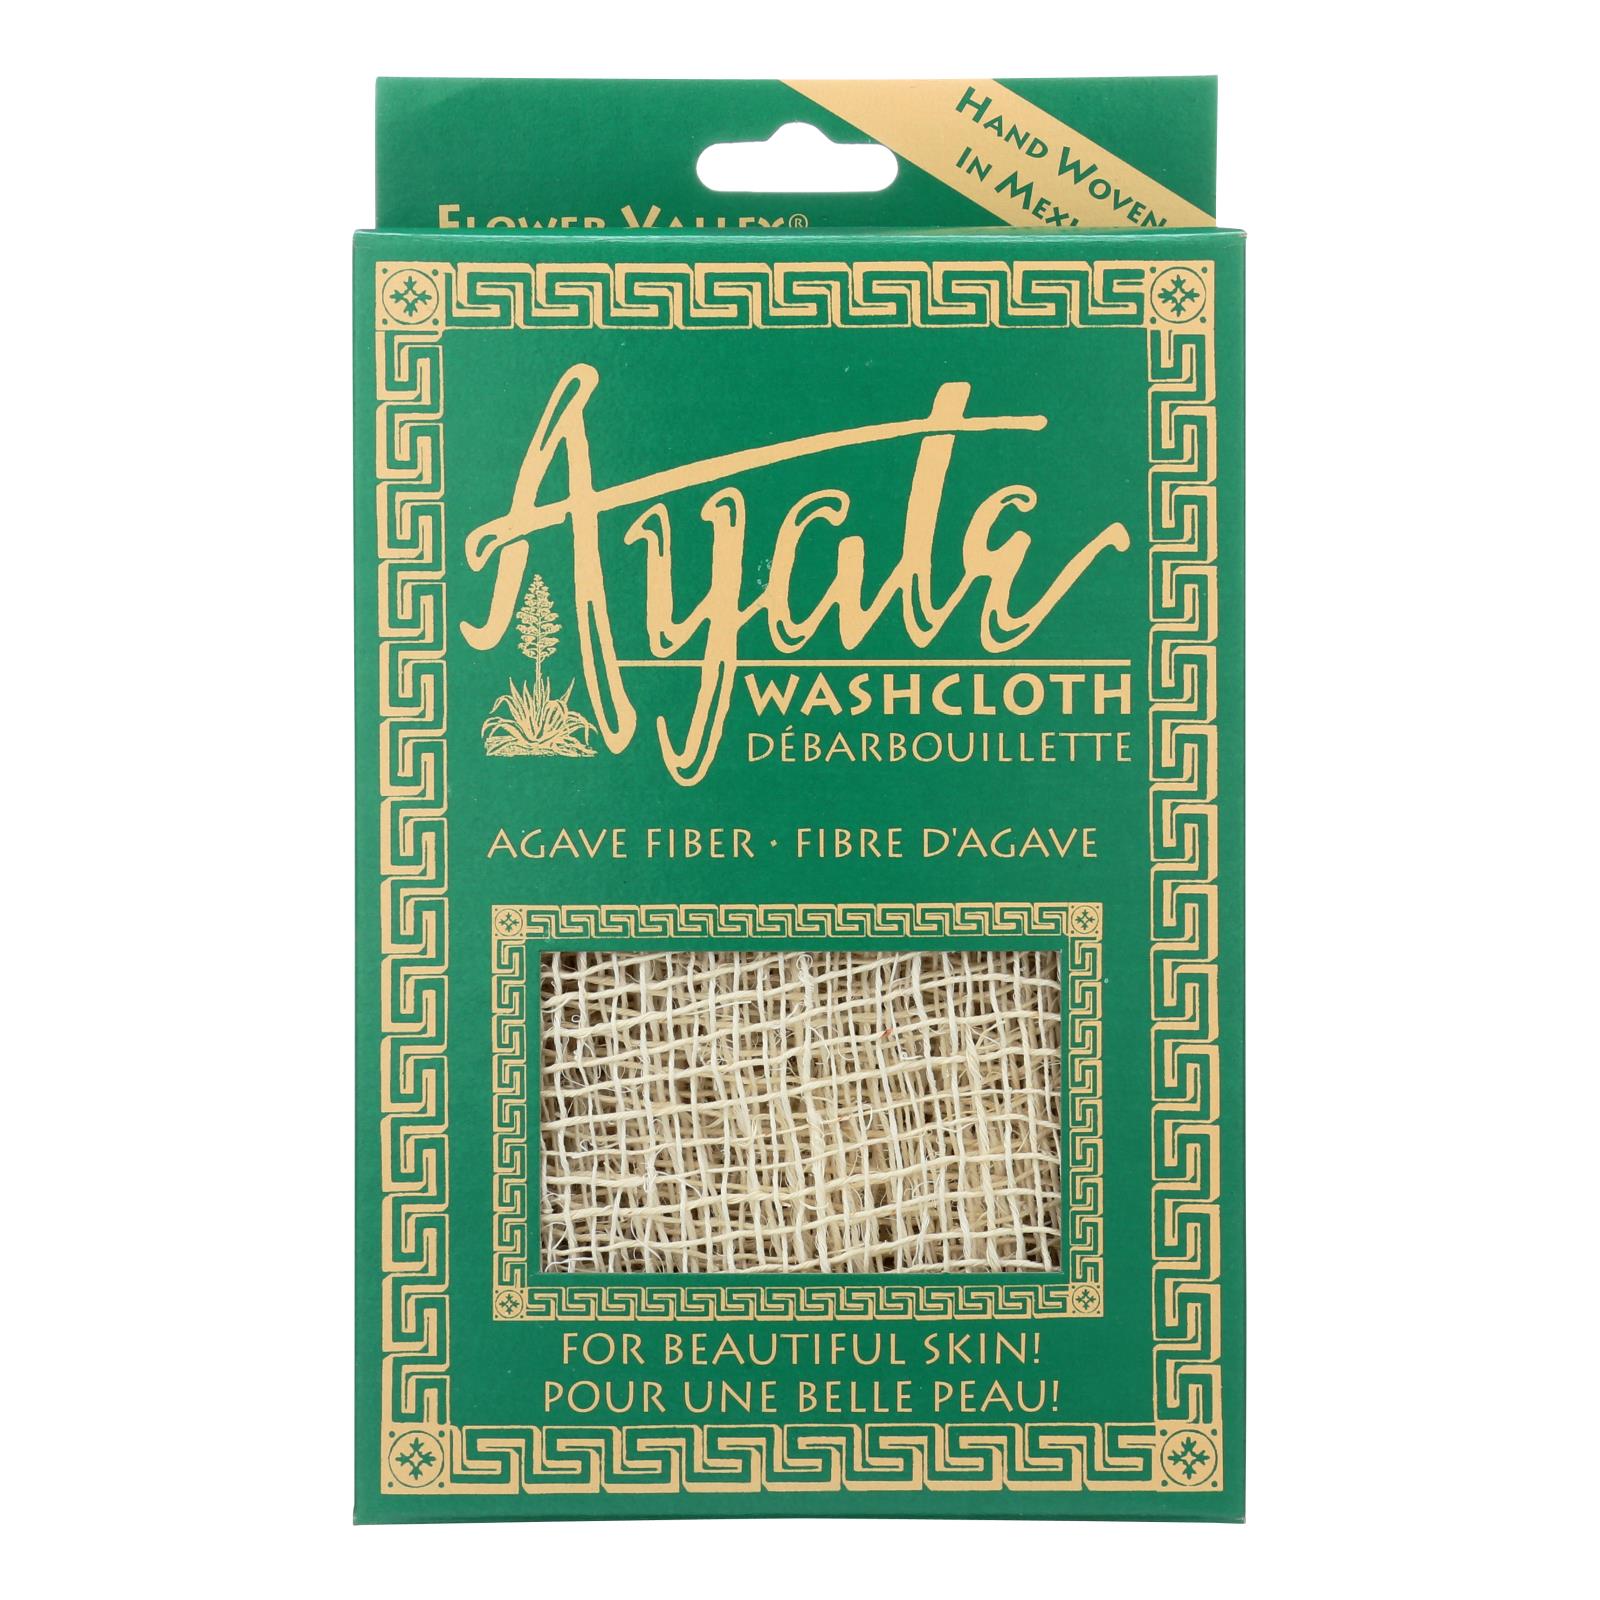 HAND WOVEN
IN
FLOWER VALLEY®
Ayate
WASHCLOTH
DÉBARBOUILLETTE
AGAVE FIBER · FIBRE D'AGAVE
FOR BEAUTIFUL SKIN!
POUR UNE BELLE PEAU!